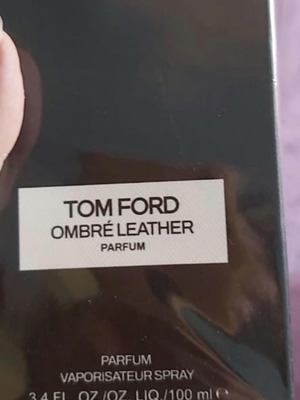 TOM FORD
OMBRÉ LEATHER
PARFUM
PARFUM
VAPORISATEUR SPRAY
3.4 FL. OZ./OZ. LIQ./100 ml ℮